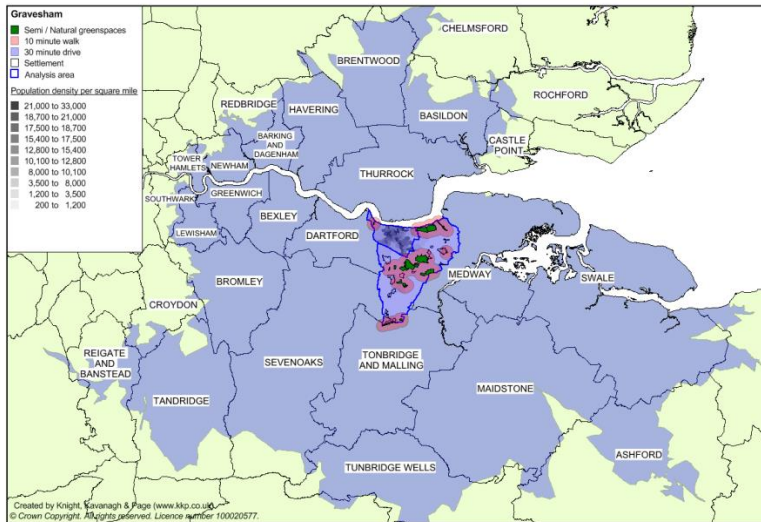 Gravesham
Semi / Natural greenspaces
10 minute walk
30 minute drive
Settlement
Analysis area
Population density per square mile
21,000 to 33,000
18,700 to 21,000
17,500 to 18,700
15,400 to 17,500
12,800 to 15,400
10,100 to 12,800
8,000 to 10,100
3,500 to 8,000
1,200 to 3,500
200 to 1,200
CHELMSFORD
BRENTWOOD
ROCHFORD
REDBRIDGE
HAVERING
BASILDON
BARKING
AND
DAGENHAM
CASTLE
POINT
TOWER
HAMLETS
NEWHAM
THURROCK
SOUTHWARK
GREENWICH
BEXLEY
LEWISHAM
DARTFORD
BROMLEY
MEDWAY
SWALE
CROYDON
REIGATE
AND
BANSTEAD
SEVENOAKS
TONBRIDGE
AND MALLING
MAIDSTONE
TANDRIDGE
ASHFORD
TUNBRIDGE WELLS
Created by Knight, Kavanagh & Page (www.kkp.co.uk)
© Crown Copyright. All rights reserved. Licence number 100020577.